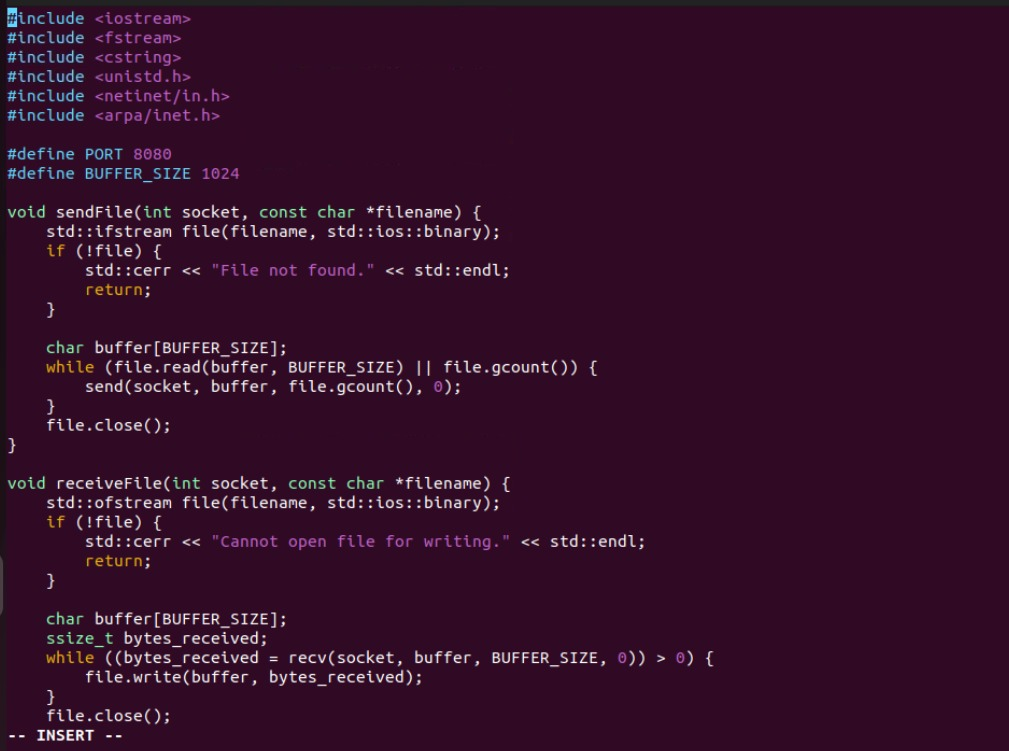 #include <iostream>
#include <fstream>
#include <cstring>
#include <unistd.h>
#include <netinet/in.h>
#include <arpa/inet.h>

#define PORT 8080
#define BUFFER_SIZE 1024

void sendFile(int socket, const char *filename) {
    std::ifstream file(filename, std::ios::binary);
    if (!file) {
        std::cerr << "File not found." << std::endl;
        return;
    }

    char buffer[BUFFER_SIZE];
    while (file.read(buffer, BUFFER_SIZE) || file.gcount()) {
        send(socket, buffer, file.gcount(), 0);
    }
    file.close();
}

void receiveFile(int socket, const char *filename) {
    std::ofstream file(filename, std::ios::binary);
    if (!file) {
        std::cerr << "Cannot open file for writing." << std::endl;
        return;
    }

    char buffer[BUFFER_SIZE];
    ssize_t bytes_received;
    while ((bytes_received = recv(socket, buffer, BUFFER_SIZE, 0)) > 0) {
        file.write(buffer, bytes_received);
    }
    file.close();
-- INSERT --